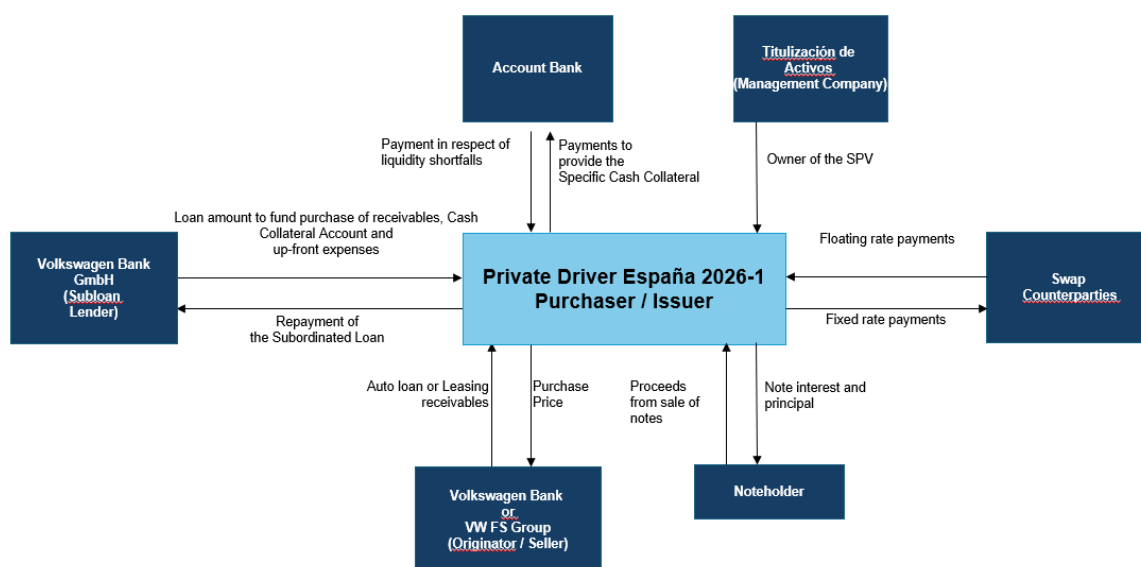 Account Bank
Titulización de
Activos
(Management Company)
Payment in respect of
liquidity shortfalls
Payments to
provide the
Specific Cash Collateral
Owner of the SPV
Loan amount to fund purchase of receivables, Cash
Collateral Account and
up-front expenses
Floating rate payments
Volkswagen Bank
GmbH
(Subloan
Lender)
Private Driver España 2026-1
Purchaser / Issuer
Swap
Counterparties
Repayment of
the Subordinated Loan
Fixed rate payments
Auto loan or Leasing
receivables
Purchase
Price
Proceeds
from sale of
notes
Note interest and
principal
Volkswagen Bank
or
VW FS Group
(Originator / Seller)
Noteholder